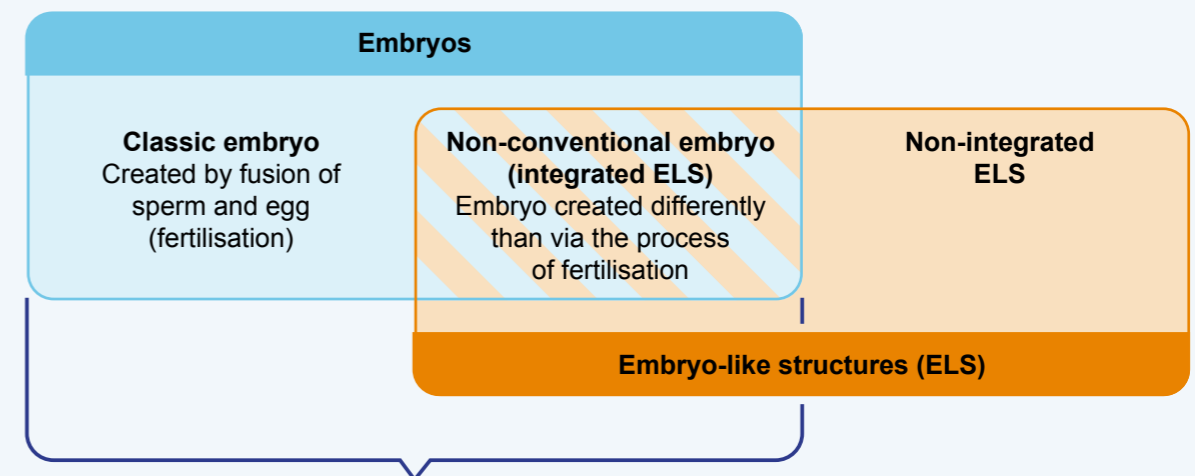 Embryos
Classic embryo
Created by fusion of
sperm and egg
(fertilisation)
Non-conventional embryo
(integrated ELS)
Embryo created differently
than via the process
of fertilisation
Non-integrated
ELS
Embryo-like structures (ELS)